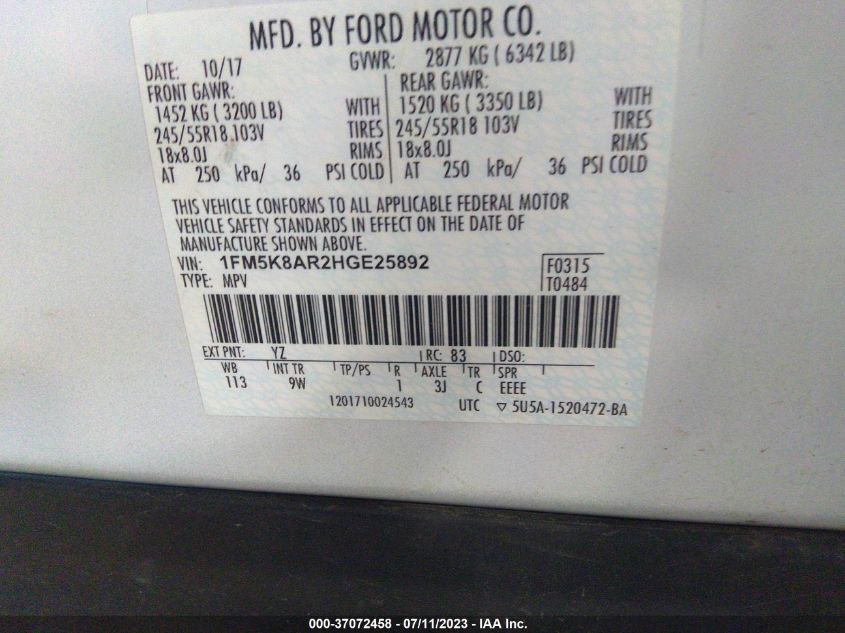 MFD. BY FORD MOTOR CO.
DATE: 10/17 GVWR: 2877 KG ( 6342 LB)
FRONT GAWR: REAR GAWR:
1452 KG ( 3200 LB) WITH 1520 KG ( 3350 LB) WITH
245/55R18 103V TIRES 245/55R18 103V TIRES
18x8.0J RIMS 18x8.0J RIMS
AT 250 kPa/ 36 PSI COLD AT 250 kPa/ 36 PSI COLD
THIS VEHICLE CONFORMS TO ALL APPLICABLE FEDERAL MOTOR
VEHICLE SAFETY STANDARDS IN EFFECT ON THE DATE OF
MANUFACTURE SHOWN ABOVE.
VIN: 1FM5K8AR2HGE25892 F0315
TYPE: MPV T0484
EXT PNT: YZ RC: 83 DSO:
WB INT TR TP/PS R AXLE TR SPR
113 9W 1 3J C EEEE
1201710024543 UTC ▽ 5U5A-1520472-BA
000-37072458 - 07/11/2023 - IAA Inc.